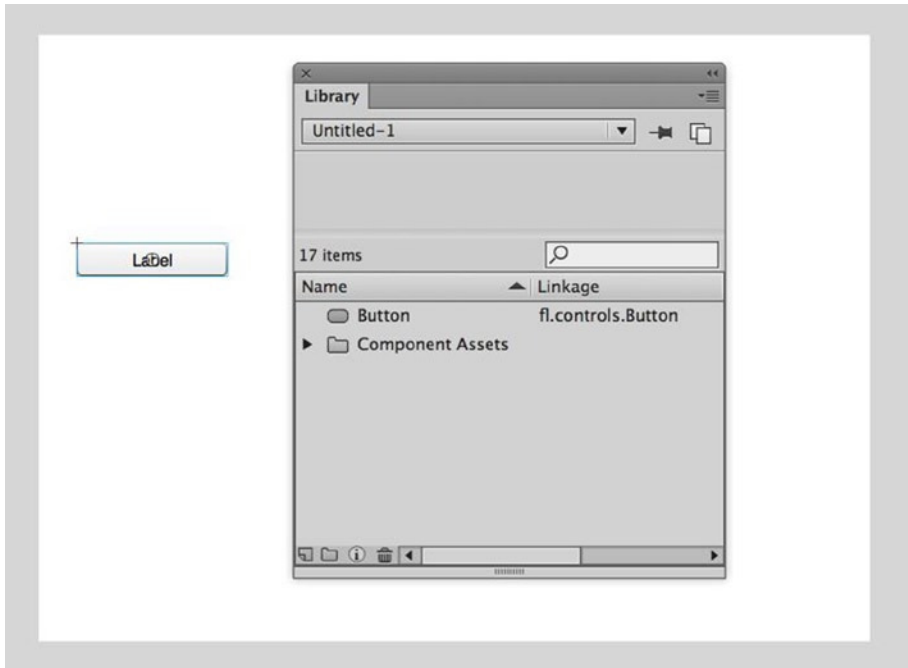 Library
Untitled-1
Label
17 items
Name Linkage
Button fl.controls.Button
Component Assets